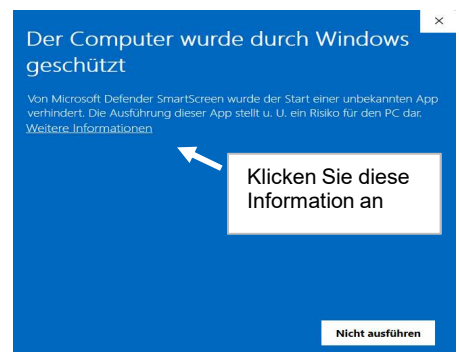 ×
Der Computer wurde durch Windows
geschützt
Von Microsoft Defender SmartScreen wurde der Start einer unbekannten App
verhindert. Die Ausführung dieser App stellt u. U. ein Risiko für den PC dar.
Weitere Informationen
Klicken Sie diese
Information an
Nicht ausführen